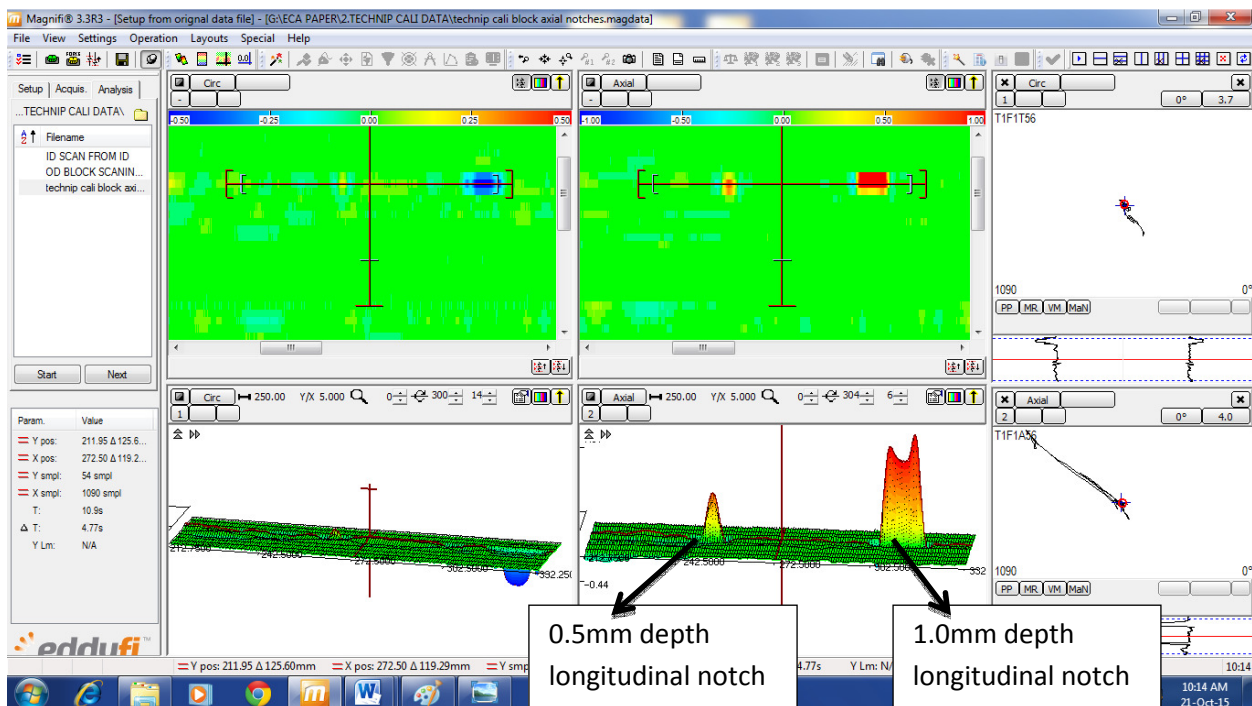 Magnifi® 3.3R3 - [Setup from orignal data file] - [G:\ECA PAPER\2.TECHNIP CALI DATA\technip cali block axial notches.magdata]
File View Settings Operation Layouts Special Help
Setup Acquis. Analysis
...TECHNIP CALI DATA\
Filename
ID SCAN FROM ID
OD BLOCK SCANIN...
technip cali block axi...
Start Next
Param. Value
Y pos: 211.95 Δ 125.6...
X pos: 272.50 Δ 119.2...
Y smpl: 54 smpl
X smpl: 1090 smpl
T: 10.9s
Δ T: 4.77s
Y Lm: N/A
eddufi™
Circ
-
-0.50 -0.25 0.00 0.25 0.50
Axial
-
-1.00 -0.50 0.00 0.50 1.00
Circ 250.00 Y/X 5.000 0 300 14
1
242.5000 272.5000 302.5000 332.250
Axial 250.00 Y/X 5.000 0 304 6
2
242.5000 272.5000 302.5000 332
-0.44
Circ
1 0° 3.7
T1F1T56
1090 0°
PP MR VM MaN
Axial
2 0° 4.0
T1F1A56
1090 0°
PP MR VM MaN
0.5mm depth
longitudinal notch
1.0mm depth
longitudinal notch
Y pos: 211.95 Δ 125.60mm X pos: 272.50 Δ 119.29mm Y smp 4.77s Y Lm: N/ 10:14
10:14 AM
21-Oct-15